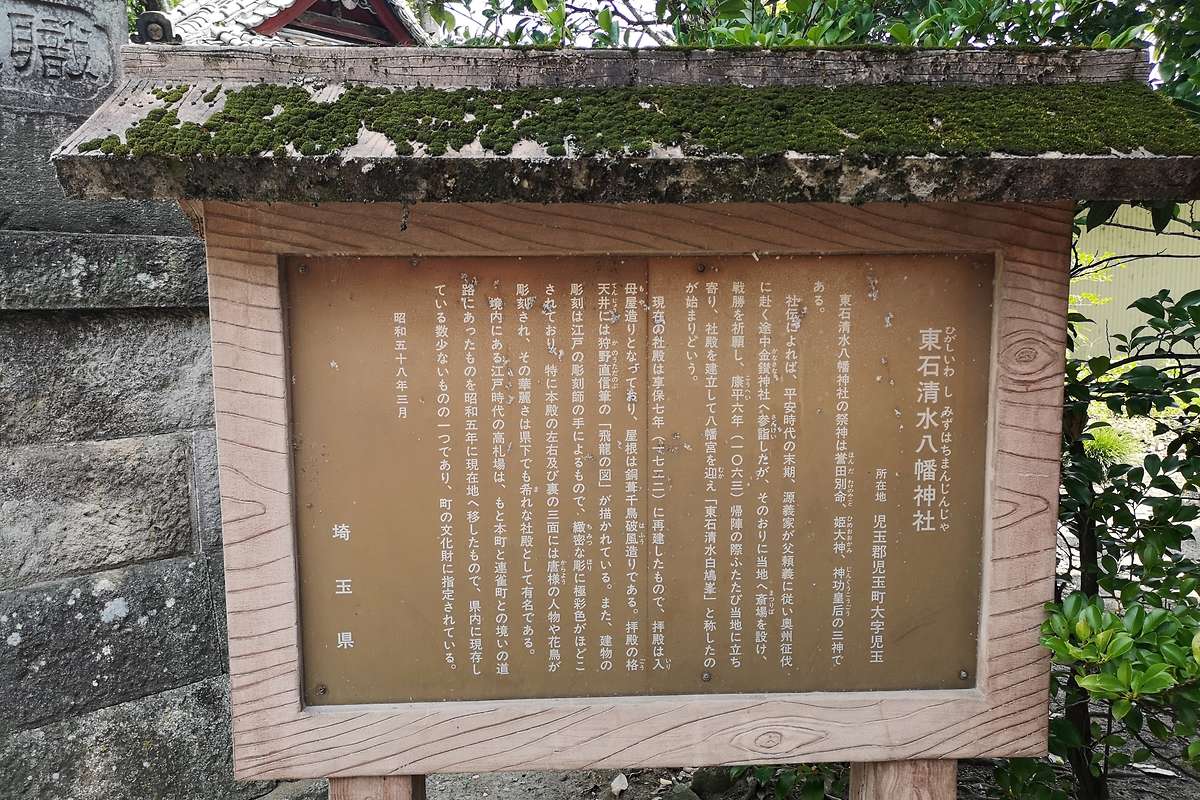 東石清水八幡神社
ひがしいわ し みずはちまんじんじゃ
所在地 児玉郡児玉町大字児玉
東石清水八幡神社の祭神は誉田別命、姫大神、神功皇后の三神で
ある。
社伝によれば、平安時代の末期、源義家が父頼義に従い奥州征伐
に赴く途中金鑚神社へ参詣したが、そのおりに当地へ斎場を設け、
戦勝を祈願し、康平六年(一〇六三)帰陣の際ふたたび当地に立ち
寄り、社殿を建立して八幡宮を迎え「東石清水白鳩峯」と称したの
が始まりという。
現在の社殿は享保七年(一七二二)に再建したもので、拝殿は入
母屋造りとなっており、屋根は銅葺千鳥破風造りである。拝殿の格
天井には狩野直信筆の「飛龍の図」が描かれている。また、建物の
彫刻は江戸の彫刻師の手によるもので、緻密な彫に極彩色がほどこ
されており、特に本殿の左右及び裏の三面には唐様の人物や花鳥が
彫刻され、その華麗さは県下でも希れな社殿として有名である。
境内にある江戸時代の高札場は、もと本町と連雀町との境いの道
路にあったものを昭和五年に現在地へ移したもので、県内に現存し
ている数少ないものの一つであり、町の文化財に指定されている。
昭和五十八年三月
埼玉県
職